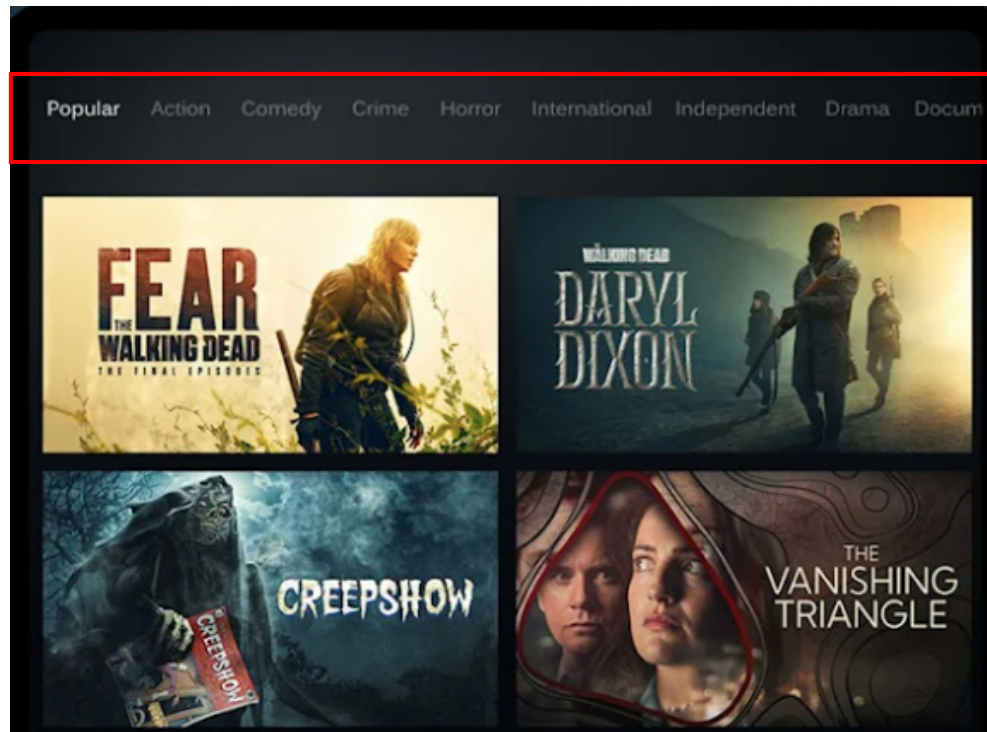 Popular Action Comedy Crime Horror International Independent Drama Docum
FEAR
THE
WALKING DEAD
THE FINAL EPISODES
THE
WALKING DEAD
DARYL
DIXON
CREEPSHOW
CREEPSHOW
THE
VANISHING
TRIANGLE